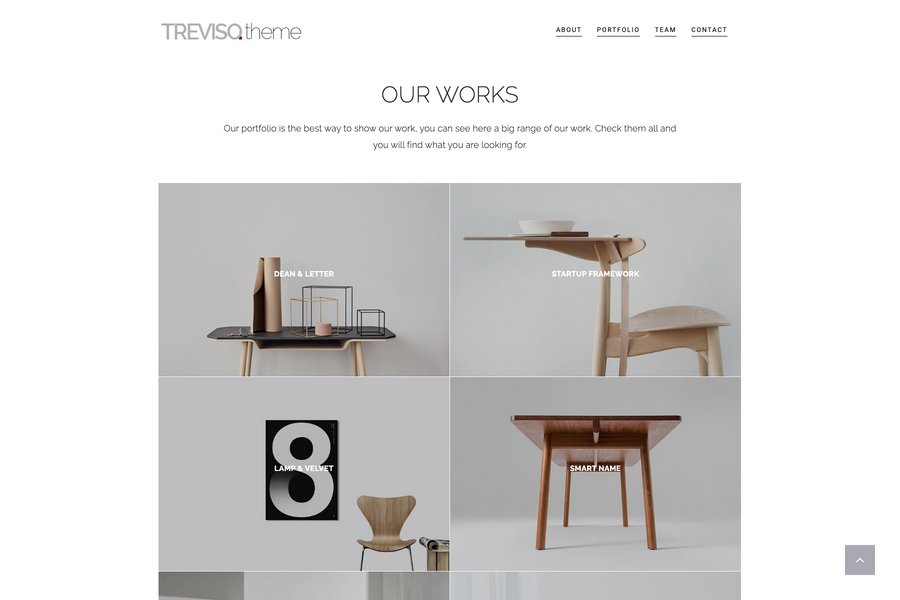 TREVISO.theme
ABOUT PORTFOLIO TEAM CONTACT
OUR WORKS
Our portfolio is the best way to show our work, you can see here a big range of our work. Check them all and
you will find what you are looking for.
DEAN & LETTER
STARTUP FRAMEWORK
8
LAMP & VELVET
SMART NAME